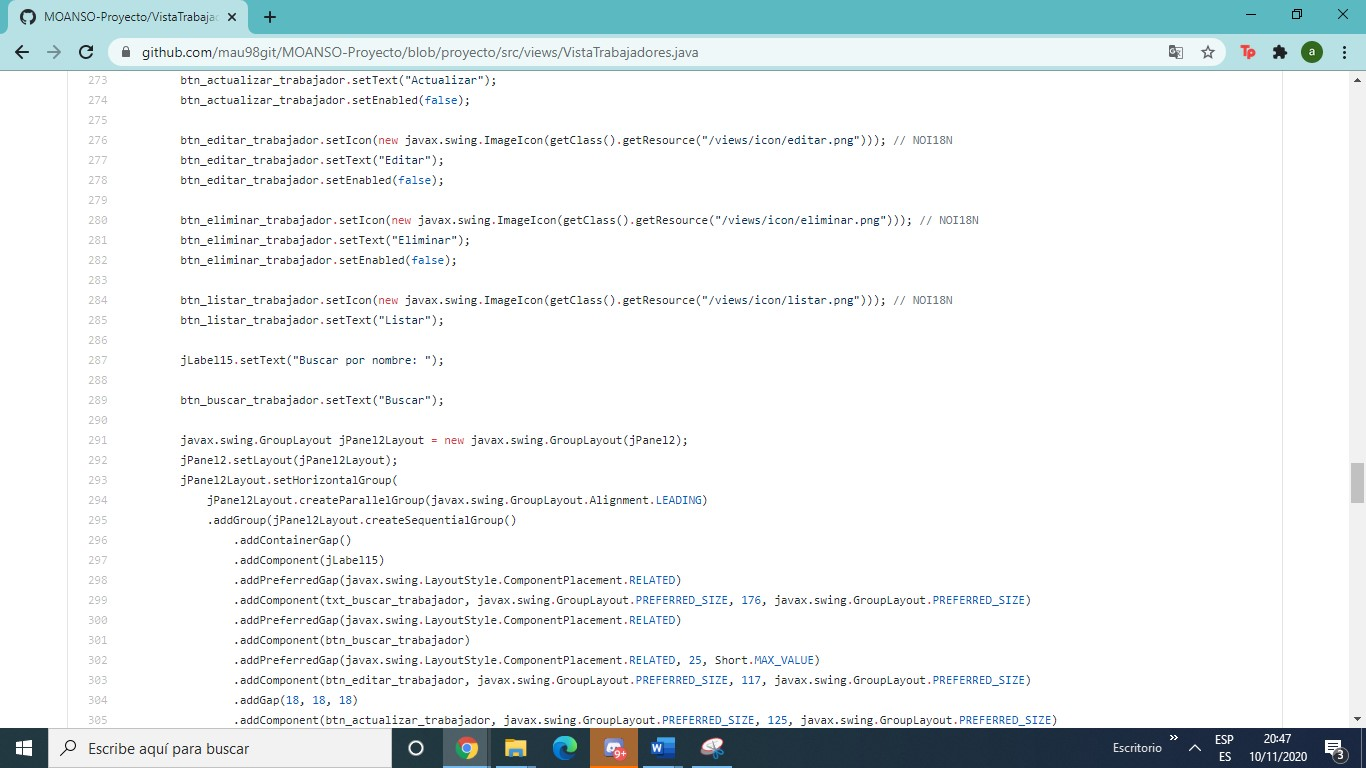 MOANSO-Proyecto/VistaTrabajad
github.com/mau98git/MOANSO-Proyecto/blob/proyecto/src/views/VistaTrabajadores.java
Tp
a
273 btn_actualizar_trabajador.setText("Actualizar");
274 btn_actualizar_trabajador.setEnabled(false);
275
276 btn_editar_trabajador.setIcon(new javax.swing.ImageIcon(getClass().getResource("/views/icon/editar.png"))); // NOI18N
277 btn_editar_trabajador.setText("Editar");
278 btn_editar_trabajador.setEnabled(false);
279
280 btn_eliminar_trabajador.setIcon(new javax.swing.ImageIcon(getClass().getResource("/views/icon/eliminar.png"))); // NOI18N
281 btn_eliminar_trabajador.setText("Eliminar");
282 btn_eliminar_trabajador.setEnabled(false);
283
284 btn_listar_trabajador.setIcon(new javax.swing.ImageIcon(getClass().getResource("/views/icon/listar.png"))); // NOI18N
285 btn_listar_trabajador.setText("Listar");
286
287 jLabel15.setText("Buscar por nombre: ");
288
289 btn_buscar_trabajador.setText("Buscar");
290
291 javax.swing.GroupLayout jPanel2Layout = new javax.swing.GroupLayout(jPanel2);
292 jPanel2.setLayout(jPanel2Layout);
293 jPanel2Layout.setHorizontalGroup(
294 jPanel2Layout.createParallelGroup(javax.swing.GroupLayout.Alignment.LEADING)
295 .addGroup(jPanel2Layout.createSequentialGroup()
296 .addContainerGap()
297 .addComponent(jLabel15)
298 .addPreferredGap(javax.swing.LayoutStyle.ComponentPlacement.RELATED)
299 .addComponent(txt_buscar_trabajador, javax.swing.GroupLayout.PREFERRED_SIZE, 176, javax.swing.GroupLayout.PREFERRED_SIZE)
300 .addPreferredGap(javax.swing.LayoutStyle.ComponentPlacement.RELATED)
301 .addComponent(btn_buscar_trabajador)
302 .addPreferredGap(javax.swing.LayoutStyle.ComponentPlacement.RELATED, 25, Short.MAX_VALUE)
303 .addComponent(btn_editar_trabajador, javax.swing.GroupLayout.PREFERRED_SIZE, 117, javax.swing.GroupLayout.PREFERRED_SIZE)
304 .addGap(18, 18, 18)
305 .addComponent(btn_actualizar_trabajador, javax.swing.GroupLayout.PREFERRED_SIZE, 125, javax.swing.GroupLayout.PREFERRED_SIZE)
Escribe aquí para buscar
9+
Escritorio
ESP
ES
20:47
10/11/2020
3